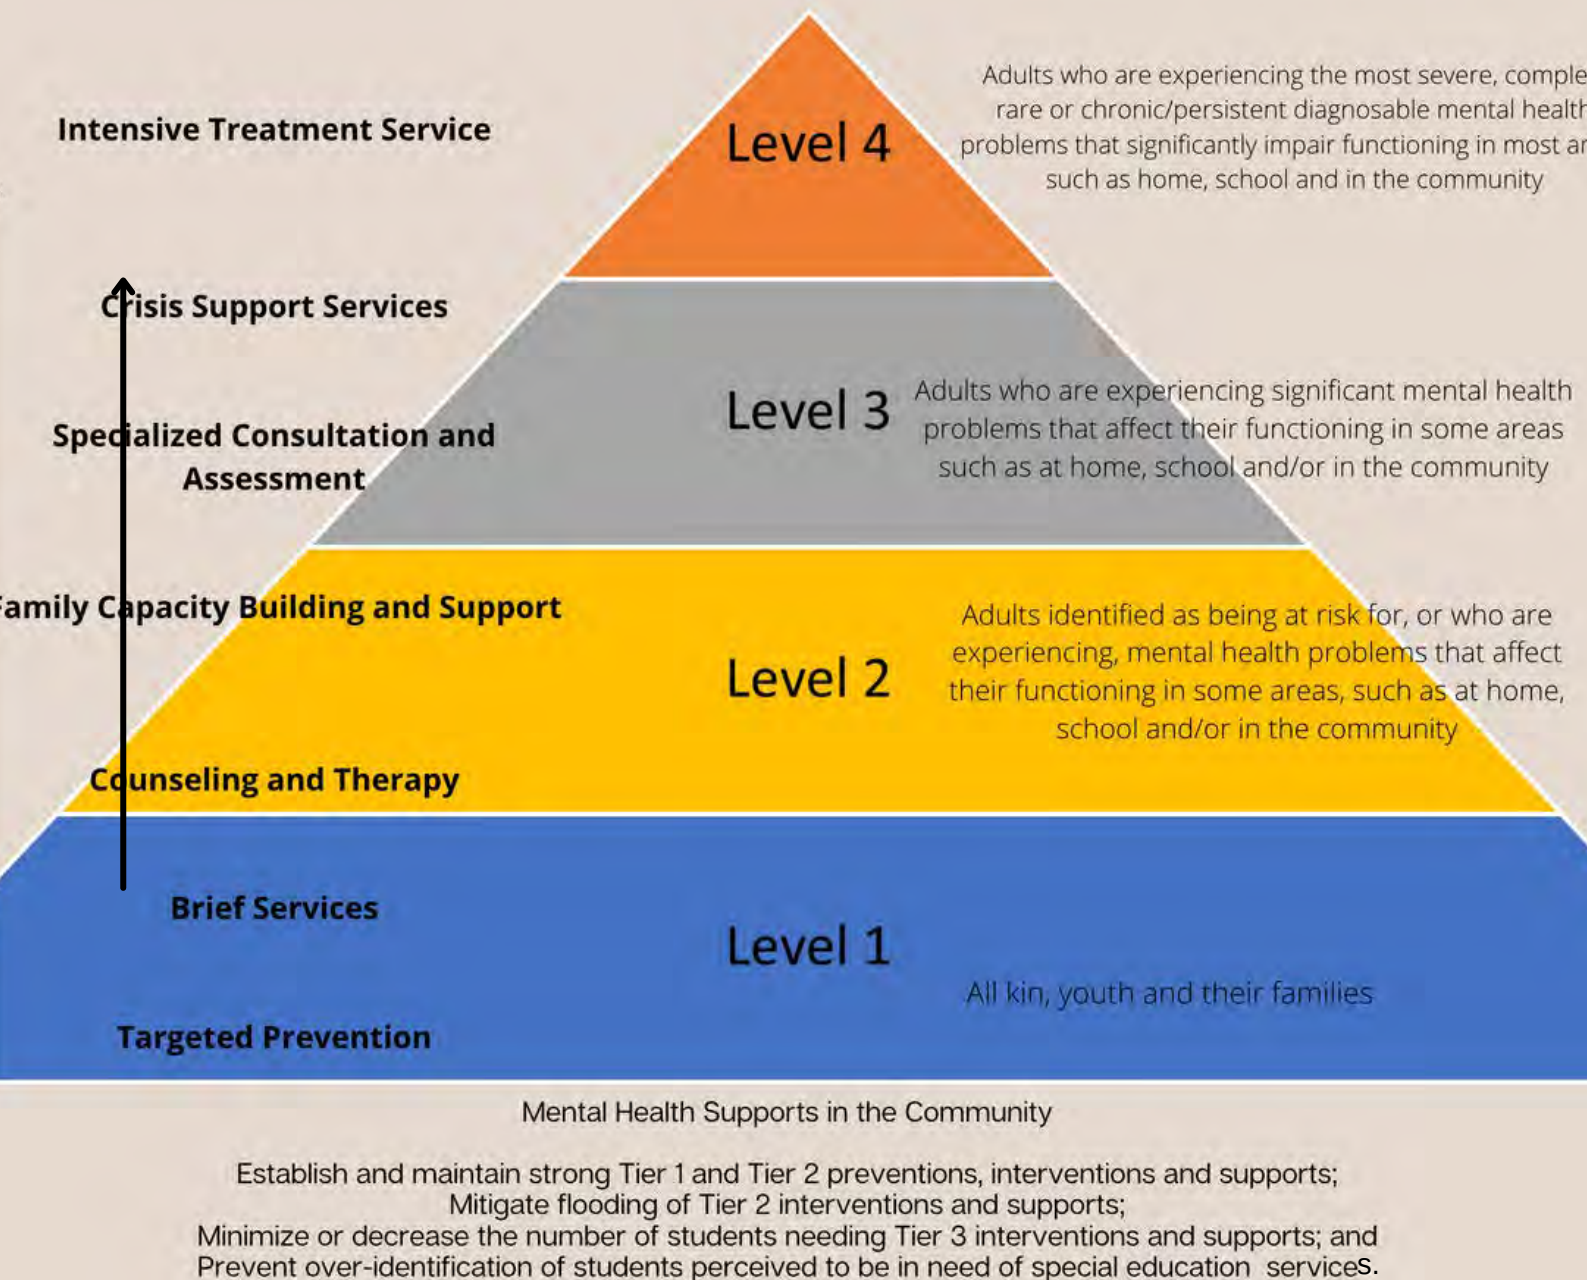 Intensive Treatment Service
Level 4
Adults who are experiencing the most severe, comple
rare or chronic/persistent diagnosable mental health
problems that significantly impair functioning in most ar
such as home, school and in the community
Crisis Support Services
Specialized Consultation and
Assessment
Level 3
Adults who are experiencing significant mental health
problems that affect their functioning in some areas
such as at home, school and/or in the community
Family Capacity Building and Support
Counseling and Therapy
Level 2
Adults identified as being at risk for, or who are
experiencing, mental health problems that affect
their functioning in some areas, such as at home,
school and/or in the community
Brief Services
Targeted Prevention
Level 1
All kin, youth and their families
Mental Health Supports in the Community
Establish and maintain strong Tier 1 and Tier 2 preventions, interventions and supports;
Mitigate flooding of Tier 2 interventions and supports;
Minimize or decrease the number of students needing Tier 3 interventions and supports; and
Prevent over-identification of students perceived to be in need of special education services.